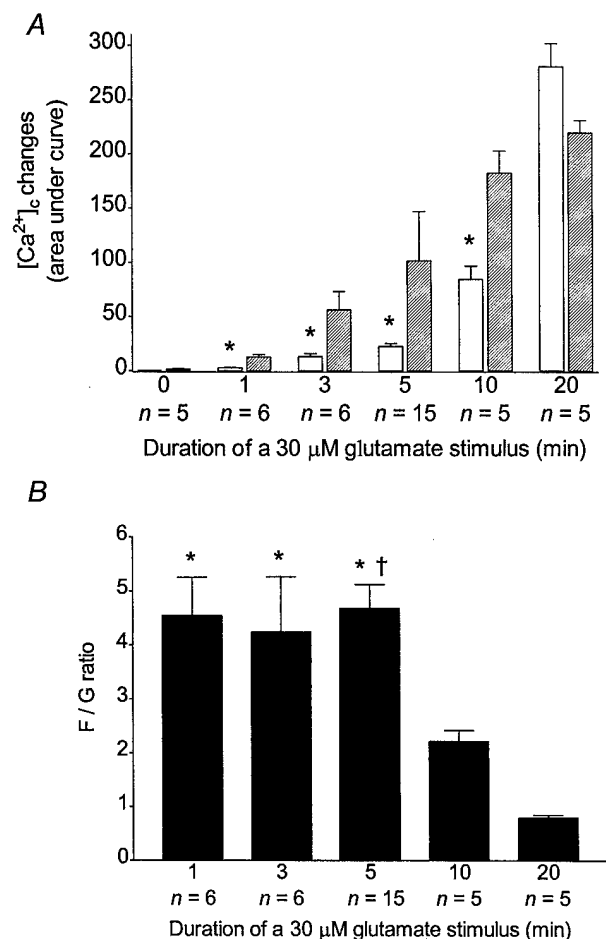 A
[Ca²⁺]c changes
(area under curve)
300
250
200
150
100
50
0
* * * *
0 1 3 5 10 20
n = 5 n = 6 n = 6 n = 15 n = 5 n = 5
Duration of a 30 µM glutamate stimulus (min)
B
F / G ratio
6
5
4
3
2
1
0
* * * †
1 3 5 10 20
n = 6 n = 6 n = 15 n = 5 n = 5
Duration of a 30 µM glutamate stimulus (min)